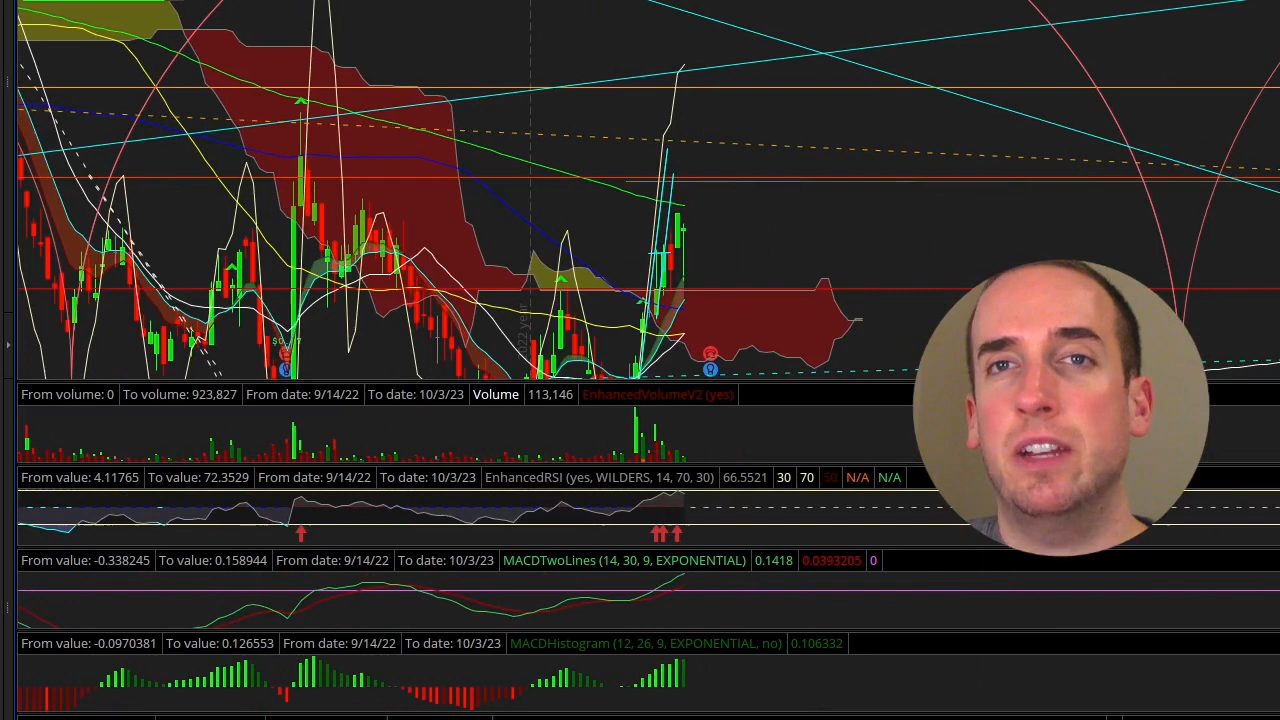 2022 year
From volume: 0 To volume: 923,827 From date: 9/14/22 To date: 10/3/23 Volume 113,146 EnhancedVolumeV2 (yes)
From value: 4.11765 To value: 72.3529 From date: 9/14/22 To date: 10/3/23 EnhancedRSI (yes, WILDERS, 14, 70, 30) 66.5521 30 70 50 N/A N/A
From value: -0.338245 To value: 0.158944 From date: 9/14/22 To date: 10/3/23 MACDTwoLines (14, 30, 9, EXPONENTIAL) 0.1418 0.0393205 0
From value: -0.0970381 To value: 0.126553 From date: 9/14/22 To date: 10/3/23 MACDHistogram (12, 26, 9, EXPONENTIAL, no) 0.106332